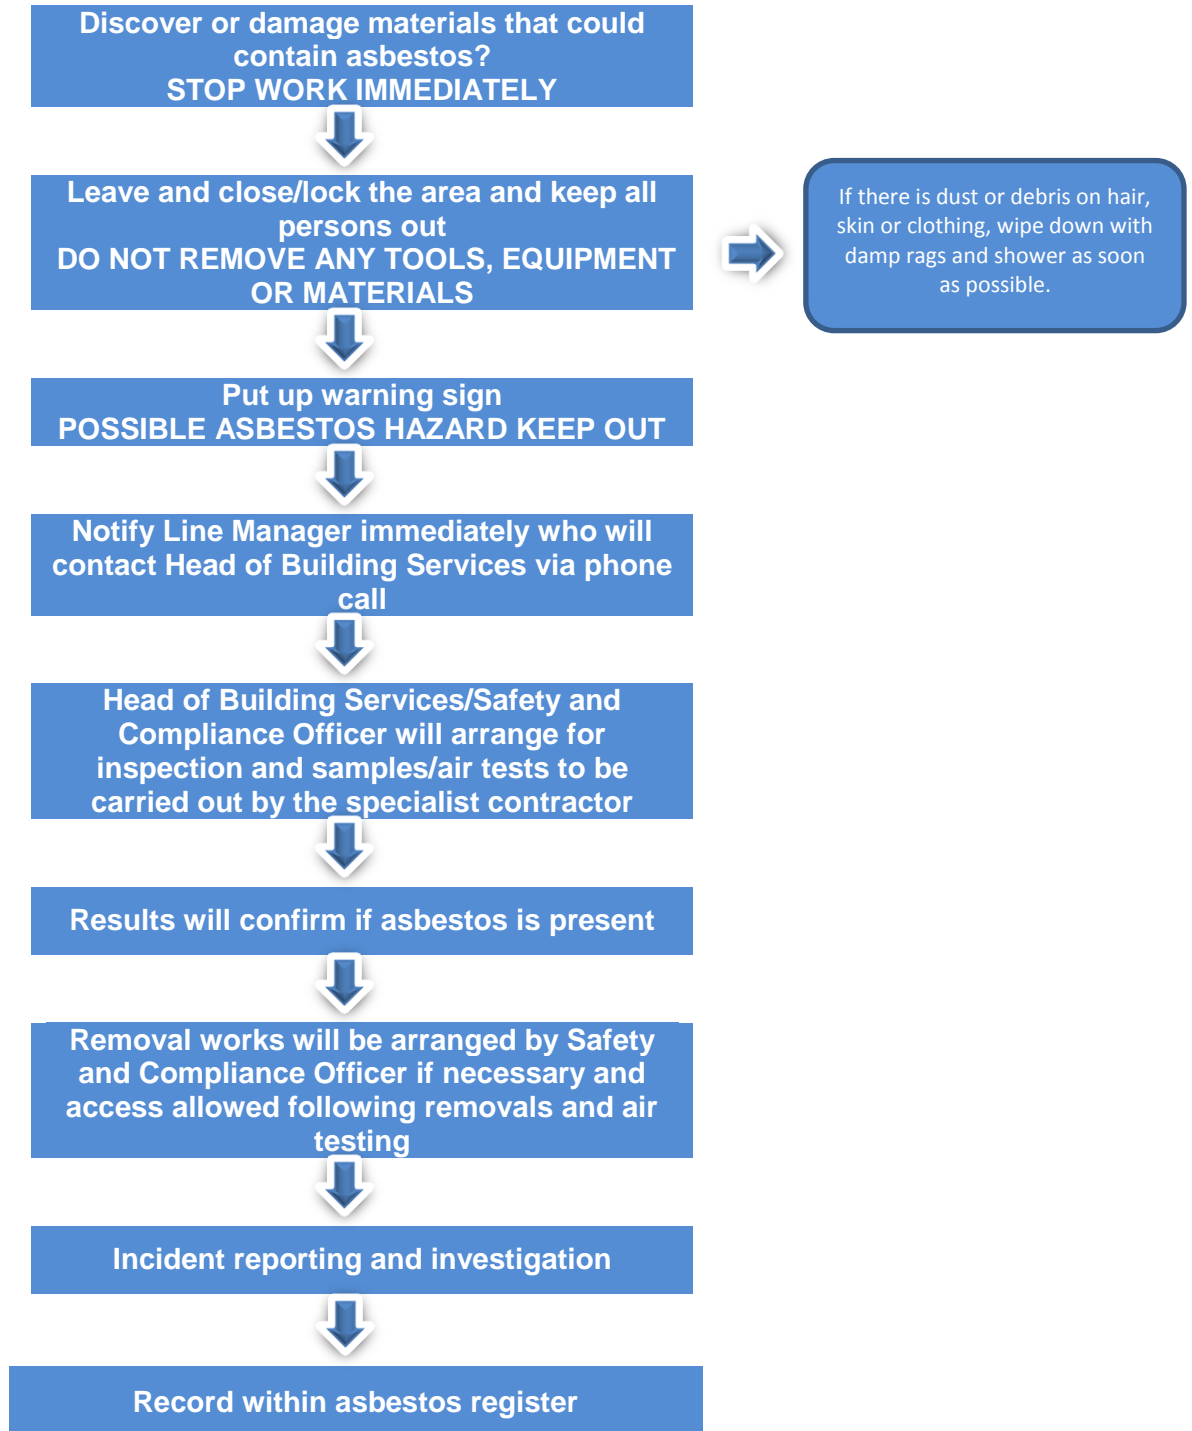 Discover or damage materials that could
contain asbestos?
STOP WORK IMMEDIATELY
Leave and close/lock the area and keep all
persons out
DO NOT REMOVE ANY TOOLS, EQUIPMENT
OR MATERIALS
If there is dust or debris on hair,
skin or clothing, wipe down with
damp rags and shower as soon
as possible.
Put up warning sign
POSSIBLE ASBESTOS HAZARD KEEP OUT
Notify Line Manager immediately who will
contact Head of Building Services via phone
call
Head of Building Services/Safety and
Compliance Officer will arrange for
inspection and samples/air tests to be
carried out by the specialist contractor
Results will confirm if asbestos is present
Removal works will be arranged by Safety
and Compliance Officer if necessary and
access allowed following removals and air
testing
Incident reporting and investigation
Record within asbestos register